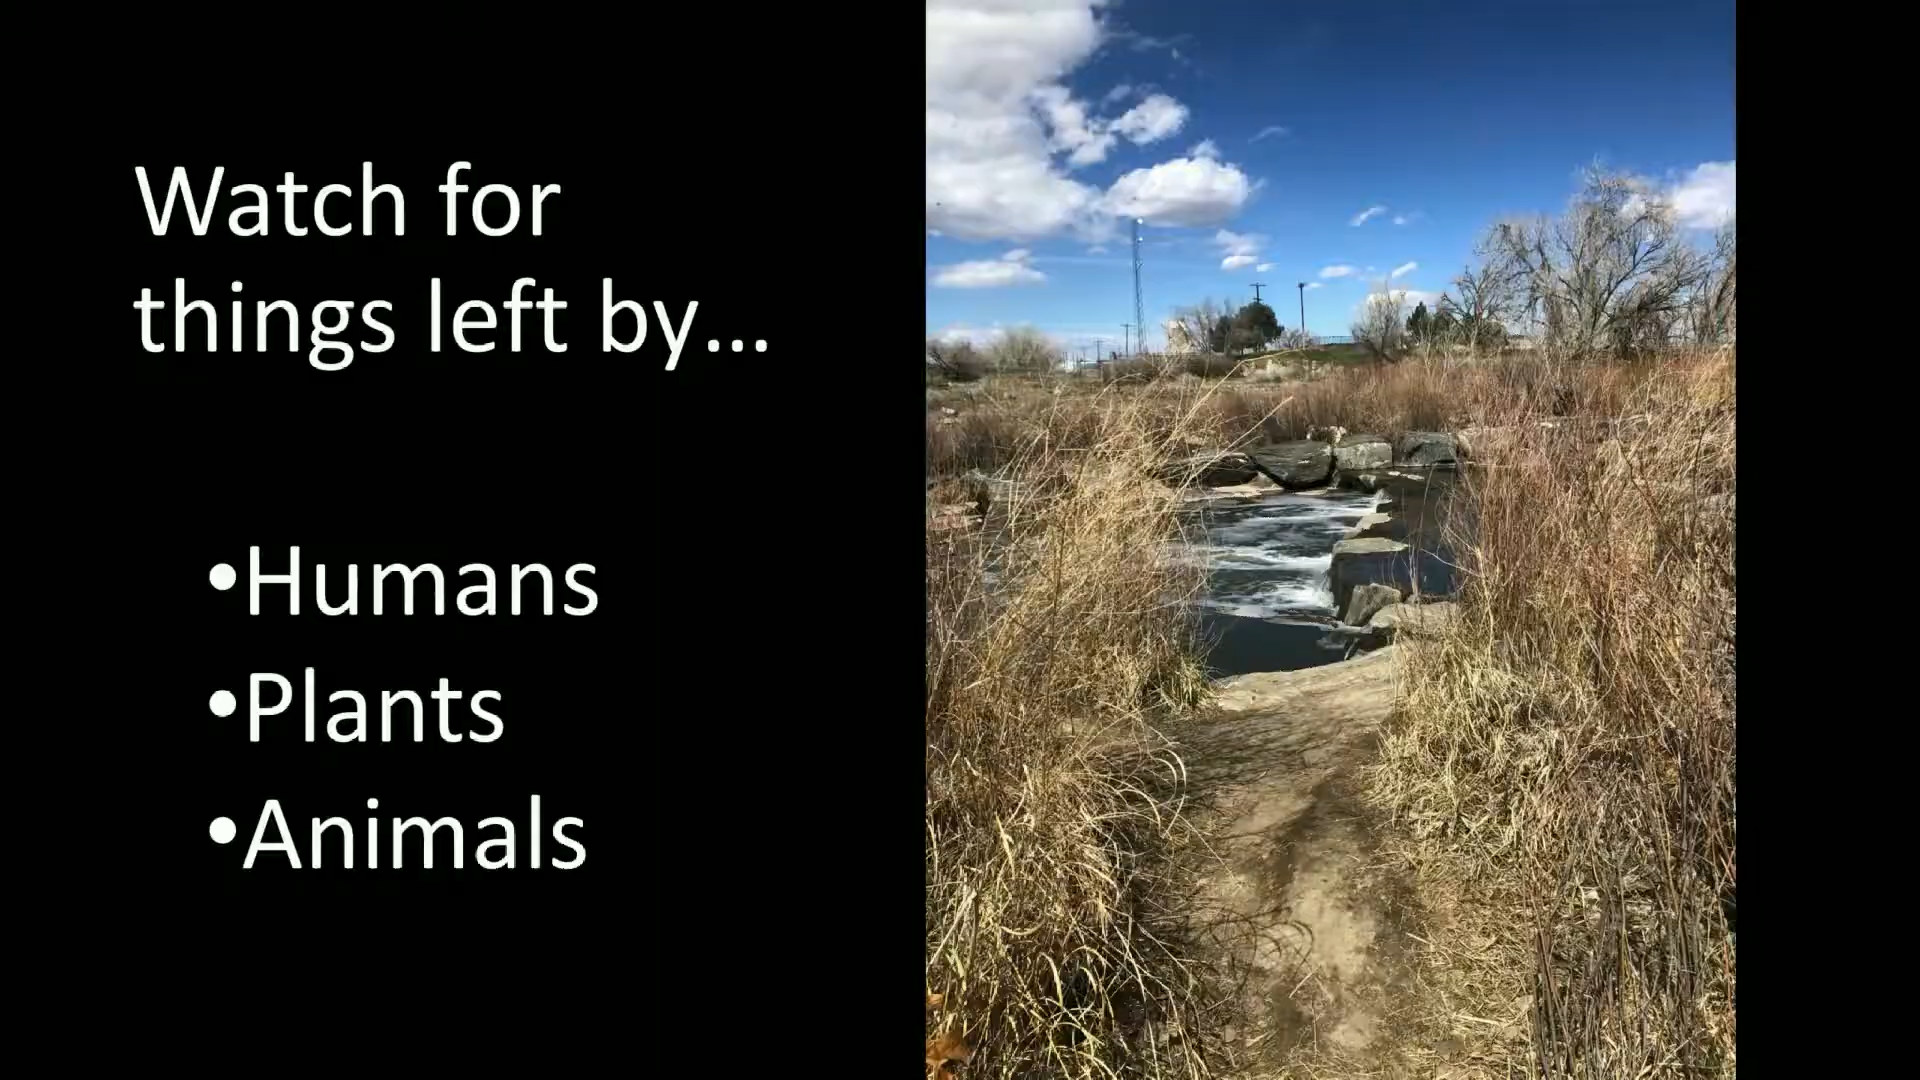 Watch for
things left by...
•Humans
•Plants
•Animals